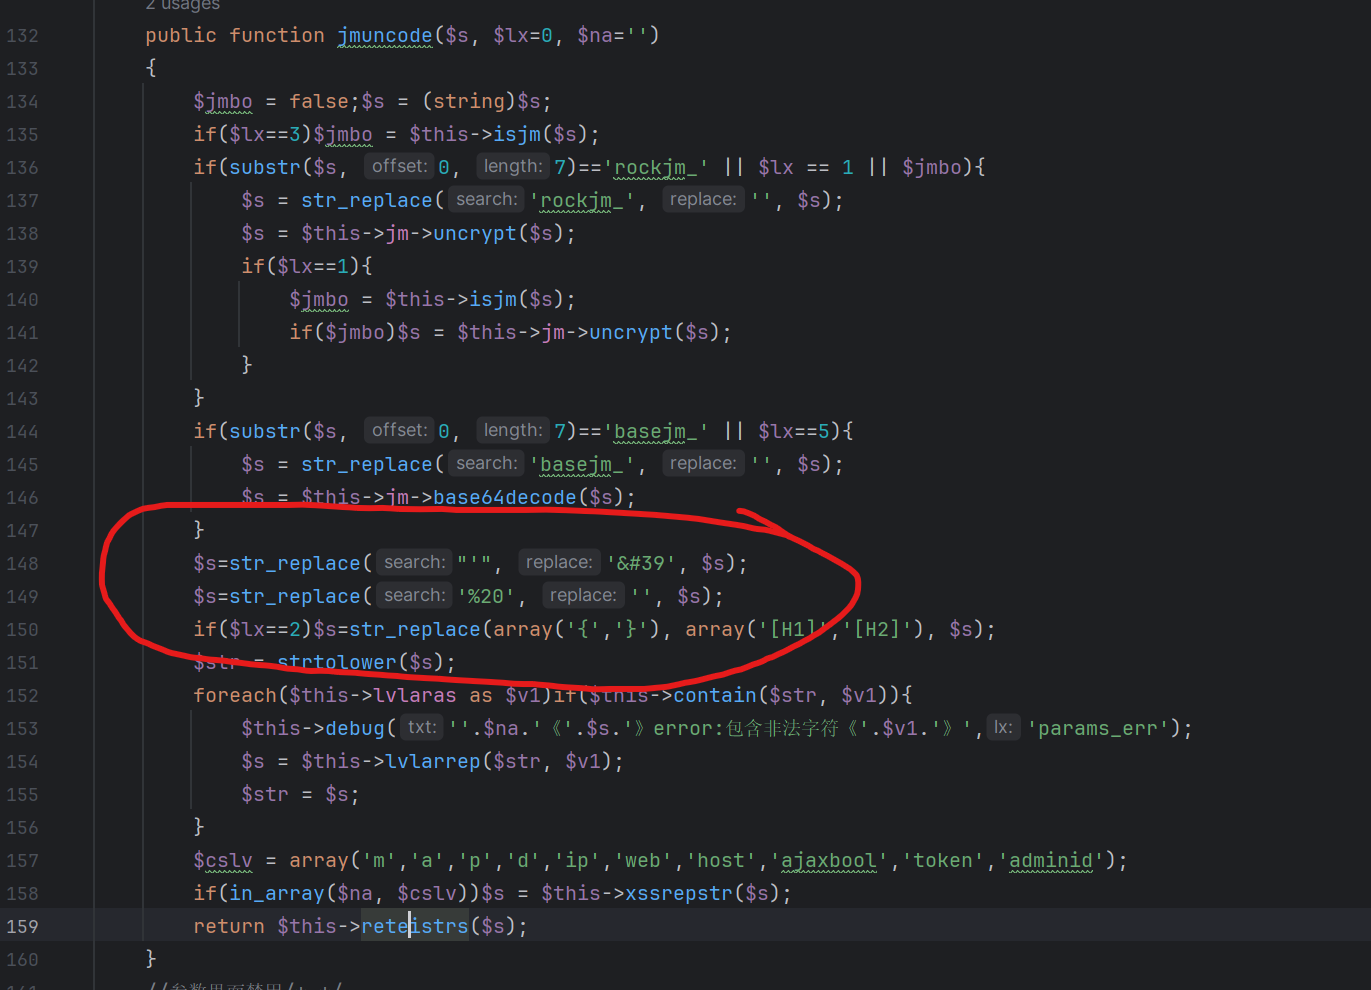 2 usages
132 public function jmuncode($s, $lx=0, $na='')
133 {
134 $jmbo = false;$s = (string)$s;
135 if($lx==3)$jmbo = $this->isjm($s);
136 if(substr($s, offset: 0, length: 7)=='rockjm_' || $lx == 1 || $jmbo){
137 $s = str_replace( search: 'rockjm_', replace: '', $s);
138 $s = $this->jm->uncrypt($s);
139 if($lx==1){
140 $jmbo = $this->isjm($s);
141 if($jmbo)$s = $this->jm->uncrypt($s);
142 }
143 }
144 if(substr($s, offset: 0, length: 7)=='basejm_' || $lx==5){
145 $s = str_replace( search: 'basejm_', replace: '', $s);
146 $s = $this->jm->base64decode($s);
147 }
148 $s=str_replace( search: "'", replace: '&#39', $s);
149 $s=str_replace( search: '%20', replace: '', $s);
150 if($lx==2)$s=str_replace(array('{','}'), array('[H1]','[H2]'), $s);
151 $str = strtolower($s);
152 foreach($this->lvlaras as $v1)if($this->contain($str, $v1)){
153 $this->debug( txt: ''.$na.'《'.$s.'》error:包含非法字符《'.$v1.'》', lx: 'params_err');
154 $s = $this->lvlarrep($str, $v1);
155 $str = $s;
156 }
157 $cslv = array('m','a','p','d','ip','web','host','ajaxbool','token','adminid');
158 if(in_array($na, $cslv))$s = $this->xssrepstr($s);
159 return $this->reteistrs($s);
160 }